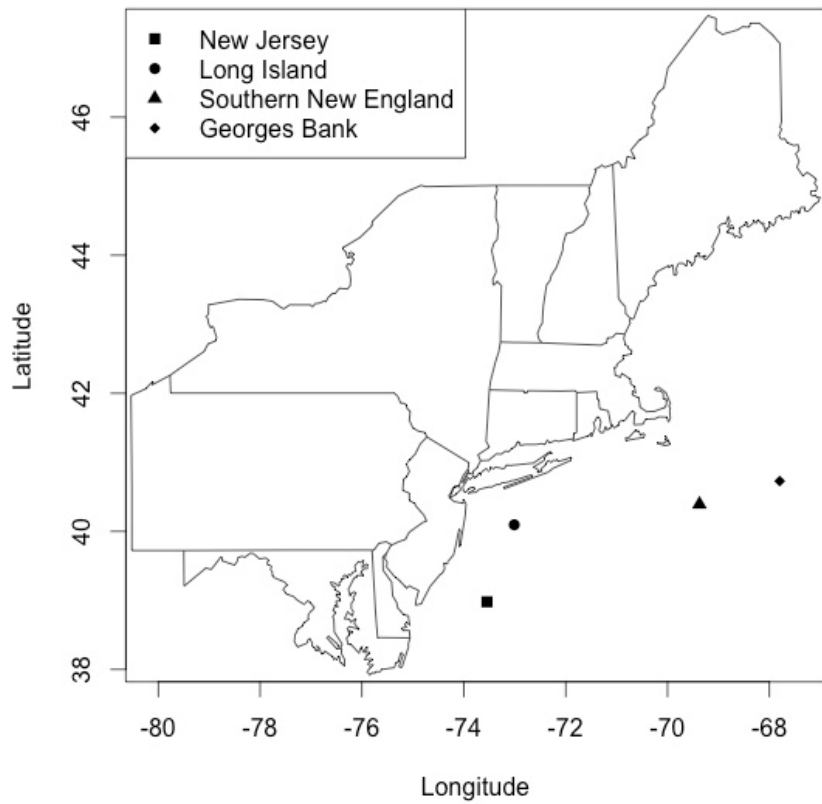 New Jersey
Long Island
Southern New England
Georges Bank
46
44
42
40
38
Latitude
-80 -78 -76 -74 -72 -70 -68
Longitude